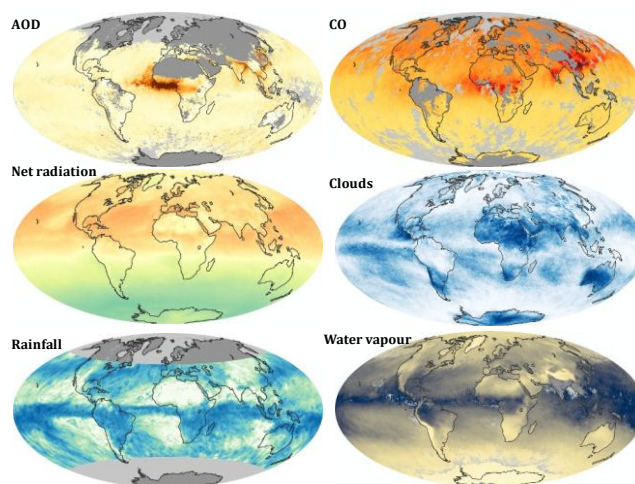 AOD
CO
Net radiation
Clouds
Rainfall
Water vapour